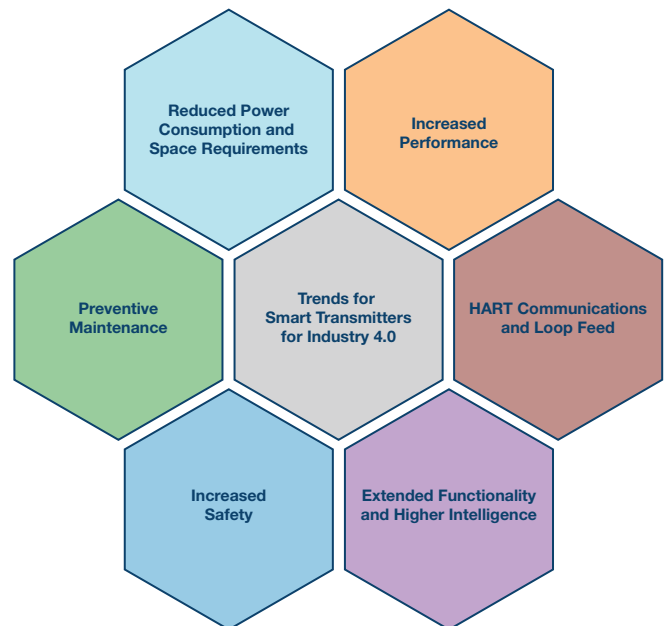 Reduced Power
Consumption and
Space Requirements
Increased
Performance
Preventive
Maintenance
Trends for
Smart Transmitters
for Industry 4.0
HART Communications
and Loop Feed
Increased
Safety
Extended Functionality
and Higher Intelligence